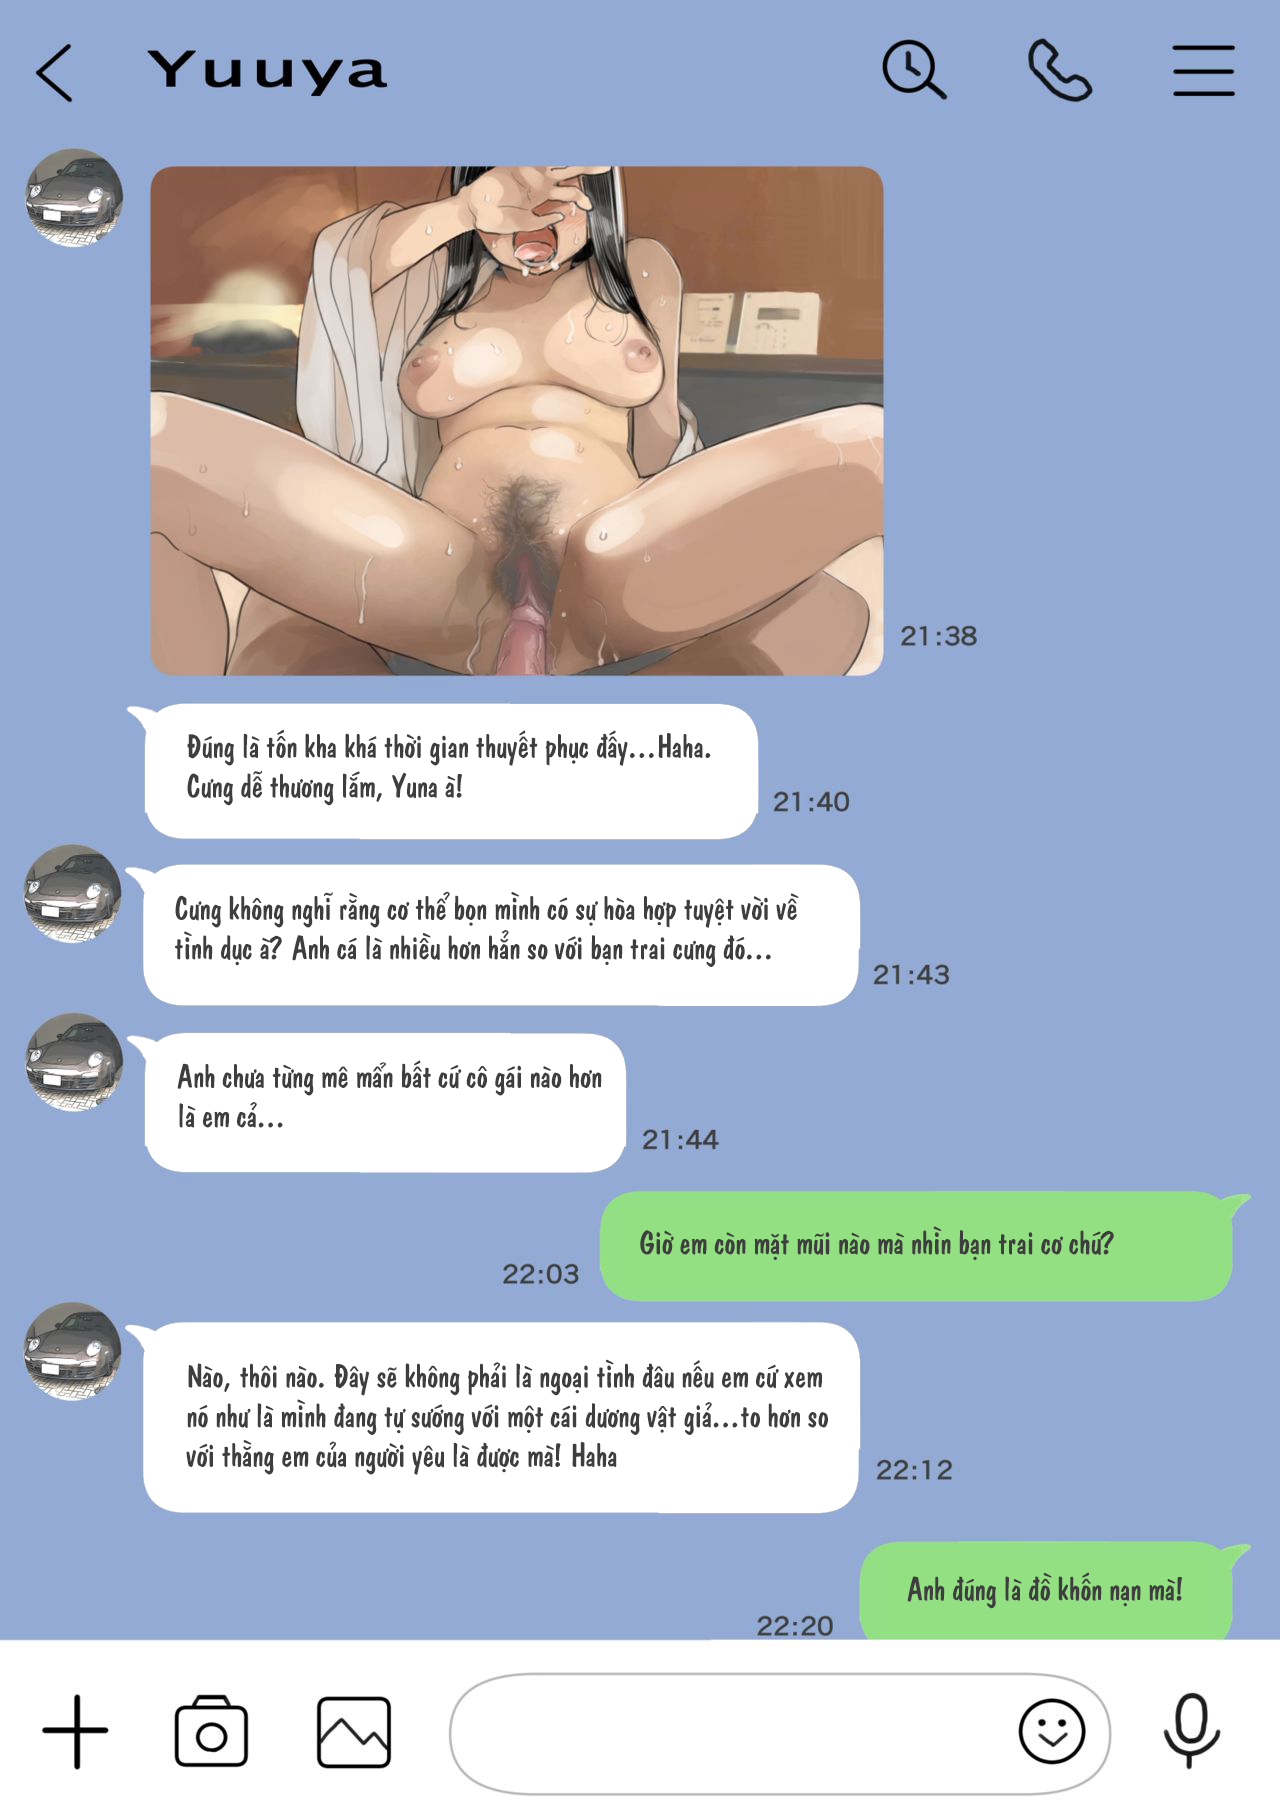 Yuuya
21:38
Đúng là tốn kha khá thời gian thuyết phục đấy...Haha.
Cưng dễ thương lắm, Yuna à!
21:40
Cưng không nghĩ rằng cơ thể bọn mình có sự hòa hợp tuyệt vời về
tình dục à? Anh cá là nhiều hơn hẳn so với bạn trai cưng đó...
21:43
Anh chưa từng mê mẩn bất cứ cô gái nào hơn
là em cả...
21:44
Giờ em còn mặt mũi nào mà nhìn bạn trai cơ chứ?
22:03
Nào, thôi nào. Đây sẽ không phải là ngoại tình đâu nếu em cứ xem
nó như là mình đang tự sướng với một cái dương vật giả...to hơn so
với thằng em của người yêu là được mà! Haha
22:12
Anh đúng là đồ khốn nạn mà!
22:20